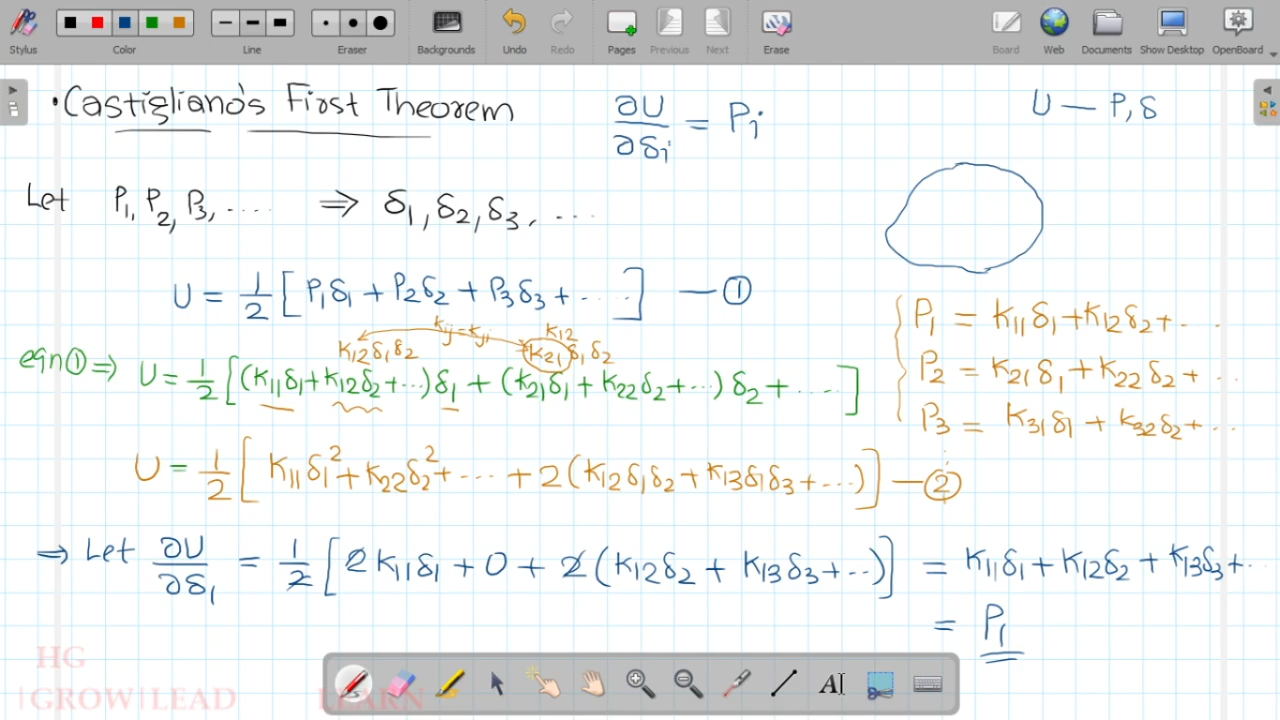 Stylus Color Line Eraser Backgrounds Undo Redo Pages Previous Next Erase Board Web Documents Show Desktop OpenBoard
• Castigliano's First Theorem
∂U/∂δi = Pi
U — P, δ
Let P1, P2, P3, .... ⇒ δ1, δ2, δ3, ...
U = 1/2 [P1δ1 + P2δ2 + P3δ3 + ....] — ①
P1 = K11δ1 + K12δ2 + ...
P2 = K21δ1 + K22δ2 + ...
P3 = K31δ1 + K32δ2 + ...
Kij = Kji
K12
K12δ1δ2
K21δ1δ2
eqn① ⇒ U = 1/2 [(K11δ1 + K12δ2 + ...)δ1 + (K21δ1 + K22δ2 + ...)δ2 + ....]
U = 1/2 [K11δ1² + K22δ2² + ... + 2(K12δ1δ2 + K13δ1δ3 + ...)] — ②
⇒ Let ∂U/∂δ1 = 1/2 [2K11δ1 + 0 + 2(K12δ2 + K13δ3 + ...)] = K11δ1 + K12δ2 + K13δ3 + ...
= P1
HG
|GROW|LEAD LEARN
AI